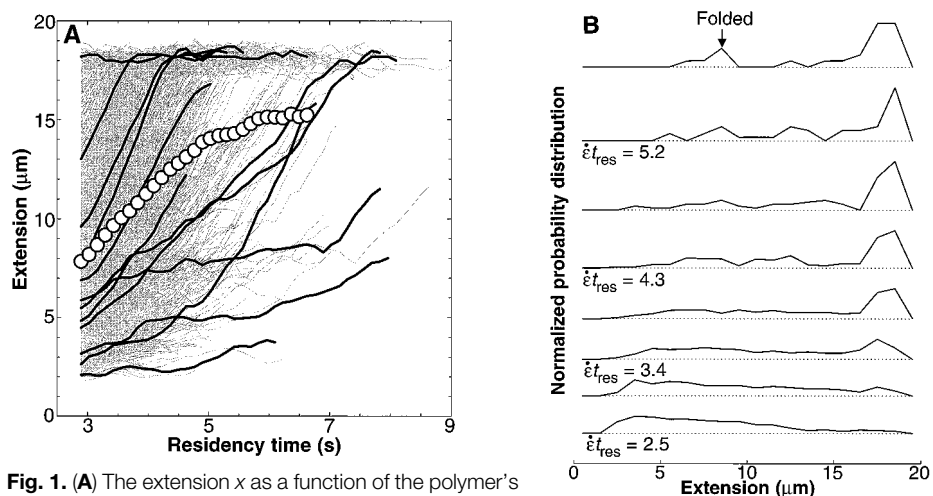 A
20
15
10
5
0
Extension (μm)
3
5
7
9
Residency time (s)
B
Folded
Normalized probability distribution
ε̇t_res = 5.2
ε̇t_res = 4.3
ε̇t_res = 3.4
ε̇t_res = 2.5
0
5
10
15
20
Extension (μm)
Fig. 1. (A) The extension x as a function of the polymer's